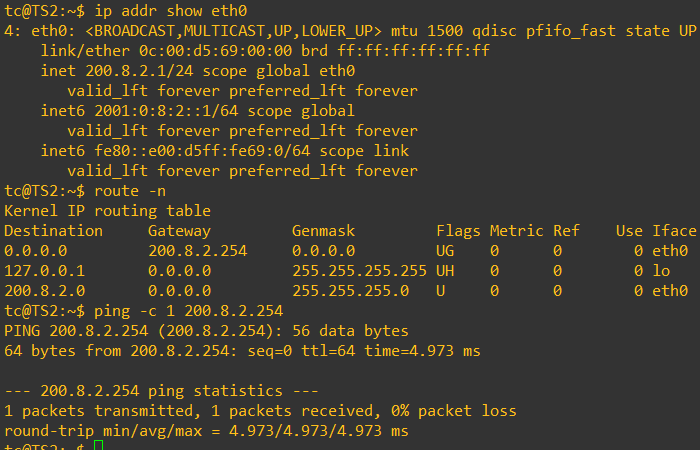 tc@TS2:~$ ip addr show eth0
4: eth0: <BROADCAST,MULTICAST,UP,LOWER_UP> mtu 1500 qdisc pfifo_fast state UP
    link/ether 0c:00:d5:69:00:00 brd ff:ff:ff:ff:ff:ff
    inet 200.8.2.1/24 scope global eth0
       valid_lft forever preferred_lft forever
    inet6 2001:0:8:2::1/64 scope global
       valid_lft forever preferred_lft forever
    inet6 fe80::e00:d5ff:fe69:0/64 scope link
       valid_lft forever preferred_lft forever
tc@TS2:~$ route -n
Kernel IP routing table
Destination     Gateway         Genmask         Flags Metric Ref    Use Iface
0.0.0.0         200.8.2.254     0.0.0.0         UG    0      0        0 eth0
127.0.0.1       0.0.0.0         255.255.255.255 UH    0      0        0 lo
200.8.2.0       0.0.0.0         255.255.255.0   U     0      0        0 eth0
tc@TS2:~$ ping -c 1 200.8.2.254
PING 200.8.2.254 (200.8.2.254): 56 data bytes
64 bytes from 200.8.2.254: seq=0 ttl=64 time=4.973 ms

--- 200.8.2.254 ping statistics ---
1 packets transmitted, 1 packets received, 0% packet loss
round-trip min/avg/max = 4.973/4.973/4.973 ms
tc@TS2:~$